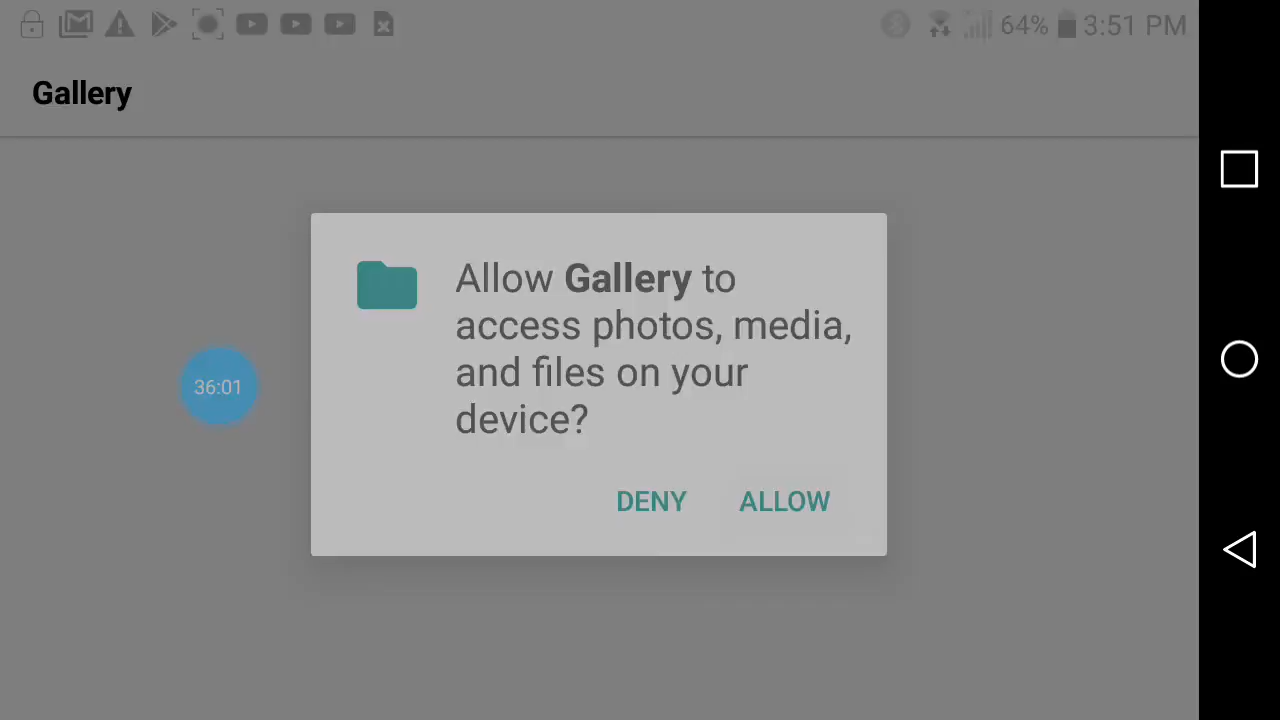 64% 3:51 PM
Gallery
Allow Gallery to
access photos, media,
and files on your
device?
36:01
DENY ALLOW